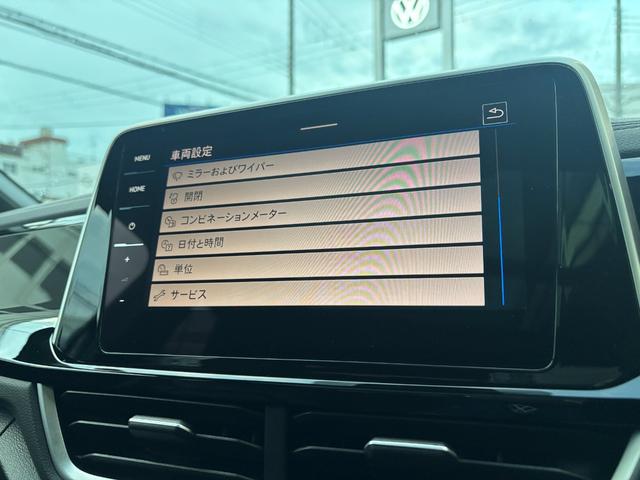 MENU
車両設定
ミラーおよびワイパー
HOME
開閉
コンビネーションメーター
日付と時間
+
単位
-
サービス